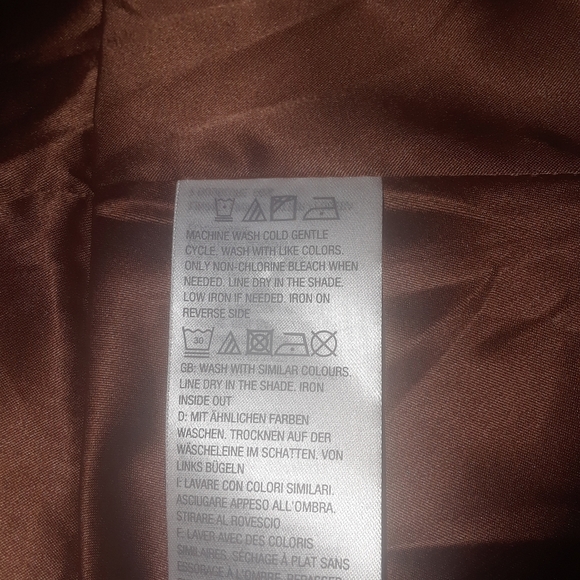 MACHINE WASH COLD GENTLE
CYCLE. WASH WITH LIKE COLORS.
ONLY NON-CHLORINE BLEACH WHEN
NEEDED. LINE DRY IN THE SHADE.
LOW IRON IF NEEDED. IRON ON
REVERSE SIDE
30
GB: WASH WITH SIMILAR COLOURS.
LINE DRY IN THE SHADE. IRON
INSIDE OUT
D: MIT ÄHNLICHEN FARBEN
WASCHEN. TROCKNEN AUF DER
WÄSCHELEINE IM SCHATTEN. VON
LINKS BÜGELN
I: LAVARE CON COLORI SIMILARI.
ASCIUGARE APPESO ALL'OMBRA.
STIRARE AL ROVESCIO
F: LAVER AVEC DES COLORIS
SIMILAIRES, SÉCHAGE À PLAT SANS
ESSORAGE À L'OMBRE, REPASSER